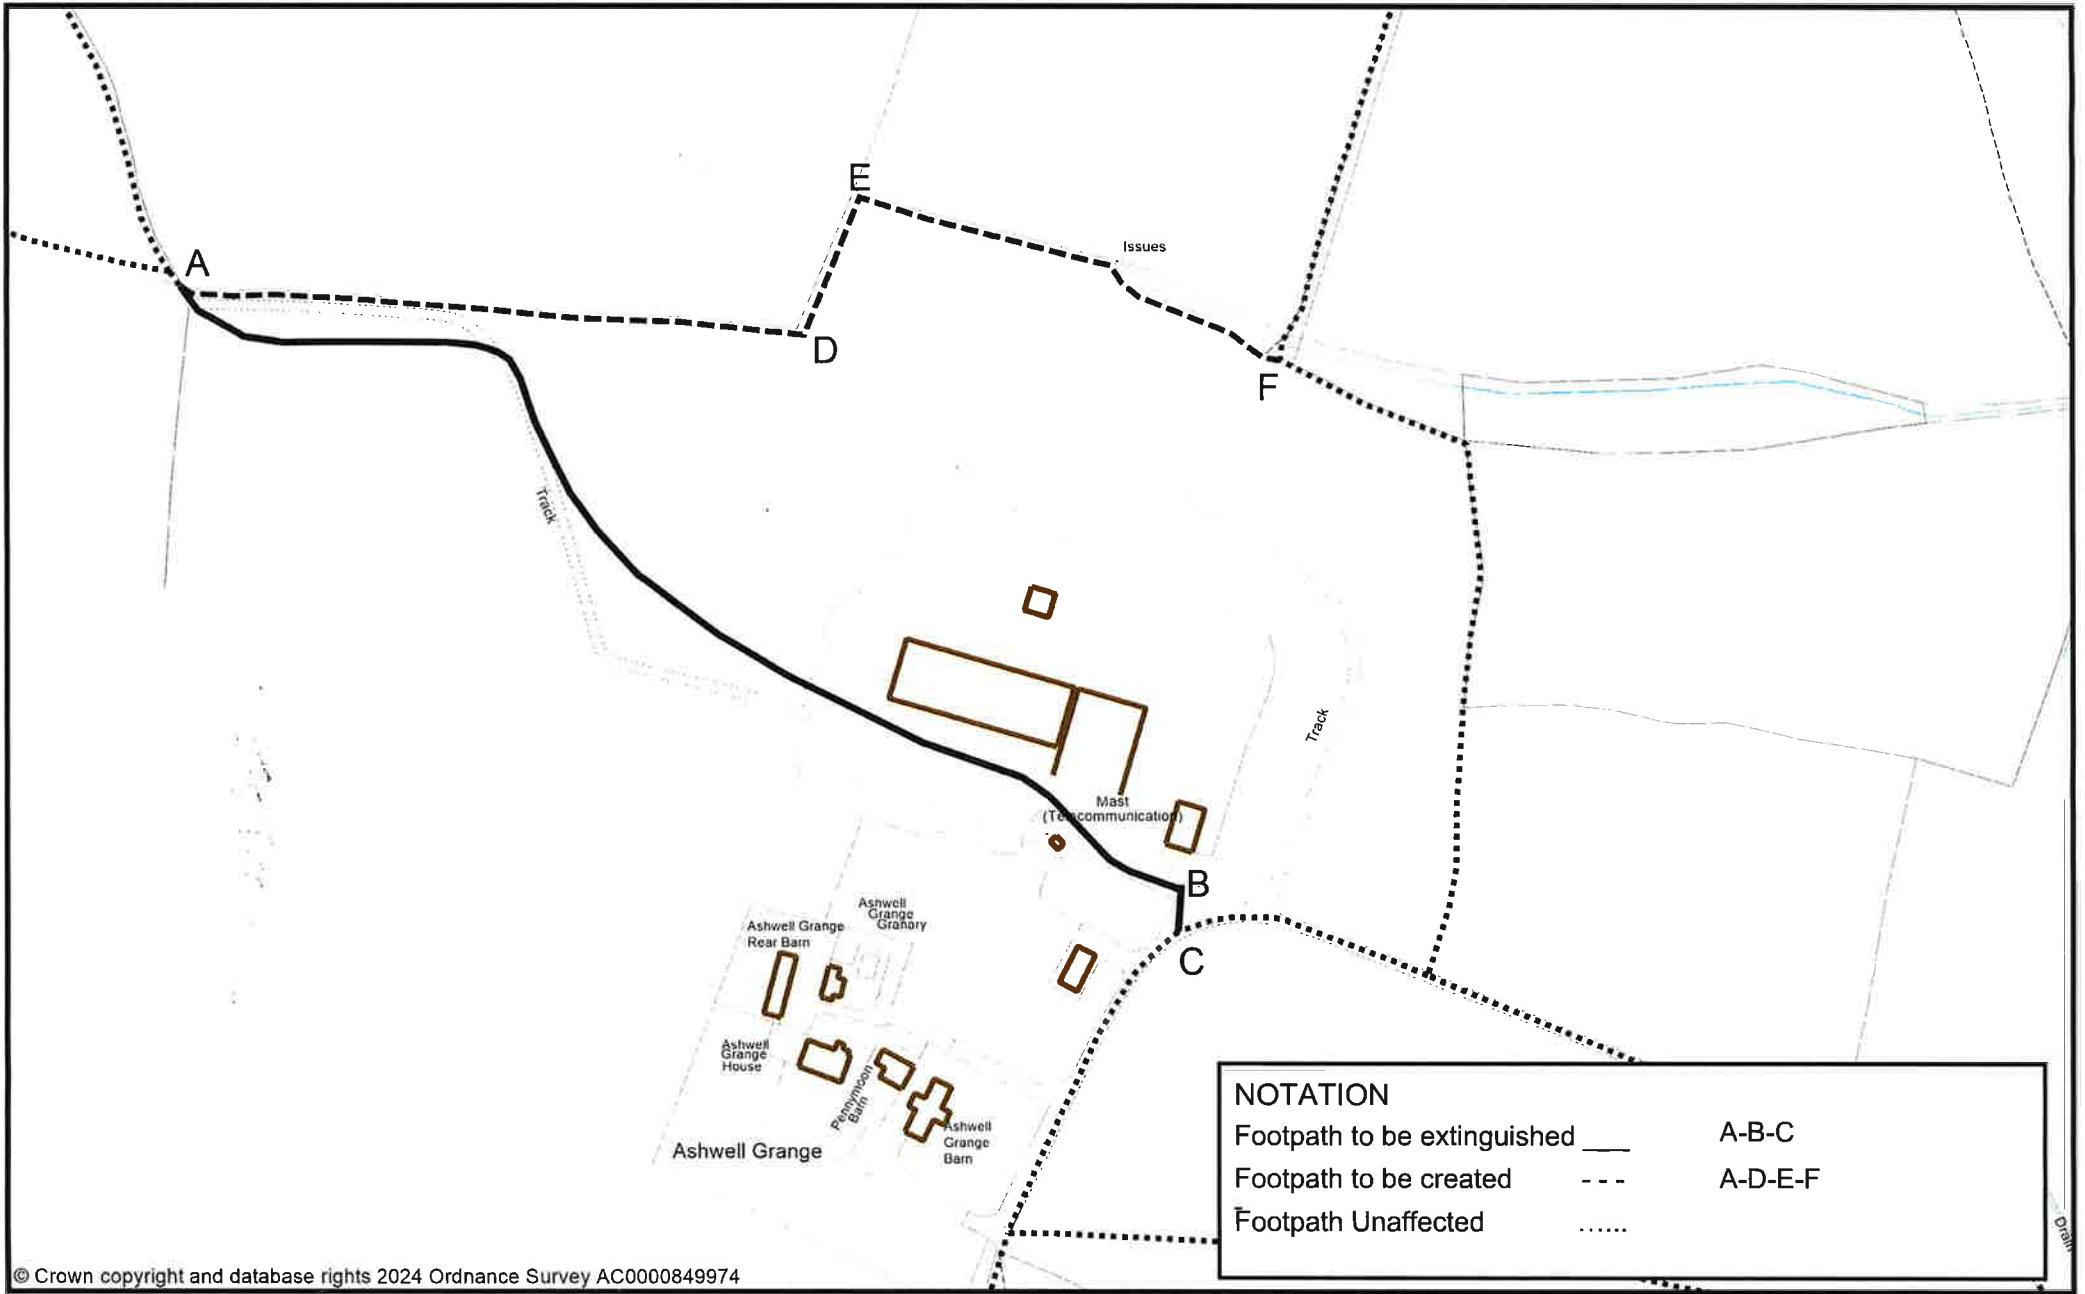 E
Issues
A
D
F
Track
Track
Mast
(Telecommunication)
B
Ashwell
Grange
Granary
Ashwell Grange
Rear Barn
C
Ashwell
Grange
House
Pennymoon
Barn
Ashwell
Grange
Barn
Ashwell Grange
NOTATION
Footpath to be extinguished ____ A-B-C
Footpath to be created - - - A-D-E-F
Footpath Unaffected ......
Drain
© Crown copyright and database rights 2024 Ordnance Survey AC0000849974